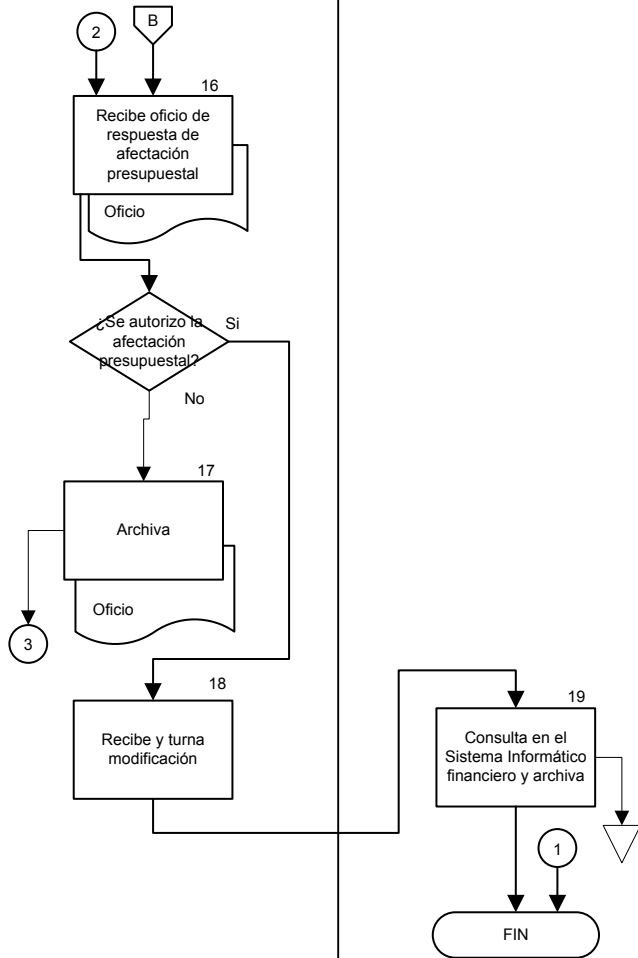 2
B
16
Recibe oficio de
respuesta de
afectación
presupuestal
Oficio
¿Se autorizo la
afectación
presupuestal?
Si
No
17
Archiva
Oficio
3
18
Recibe y turna
modificación
19
Consulta en el
Sistema Informático
financiero y archiva
1
FIN